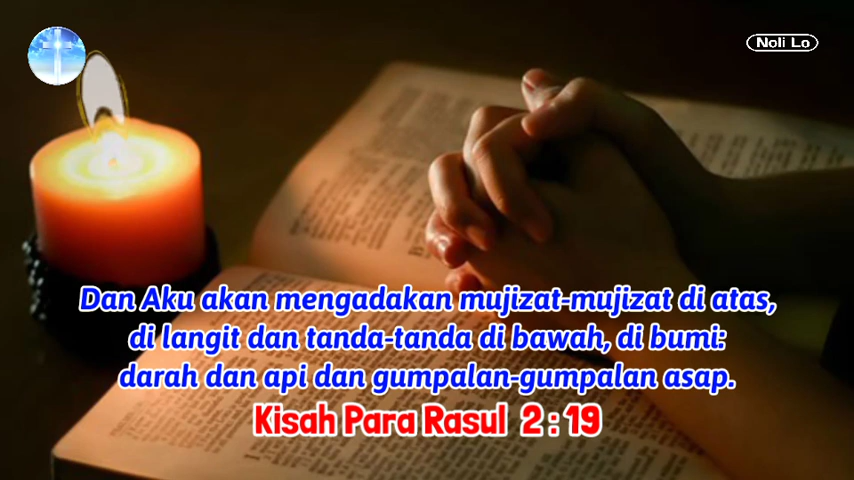 Noli Lo
Dan Aku akan mengadakan mujizat-mujizat di atas,
di langit dan tanda-tanda di bawah, di bumi:
darah dan api dan gumpalan-gumpalan asap.
Kisah Para Rasul 2 : 19